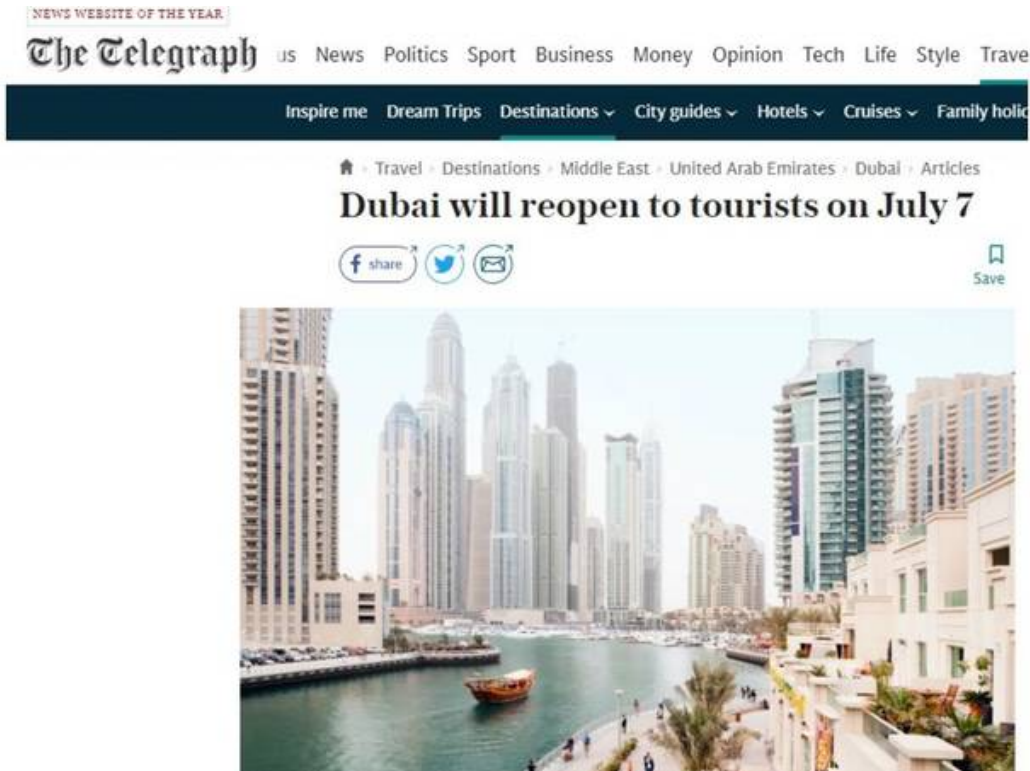 NEWS WEBSITE OF THE YEAR
The Telegraph
us News Politics Sport Business Money Opinion Tech Life Style Trave
Inspire me Dream Trips Destinations City guides Hotels Cruises Family holid
Travel Destinations Middle East United Arab Emirates Dubai Articles
Dubai will reopen to tourists on July 7
f share
Save